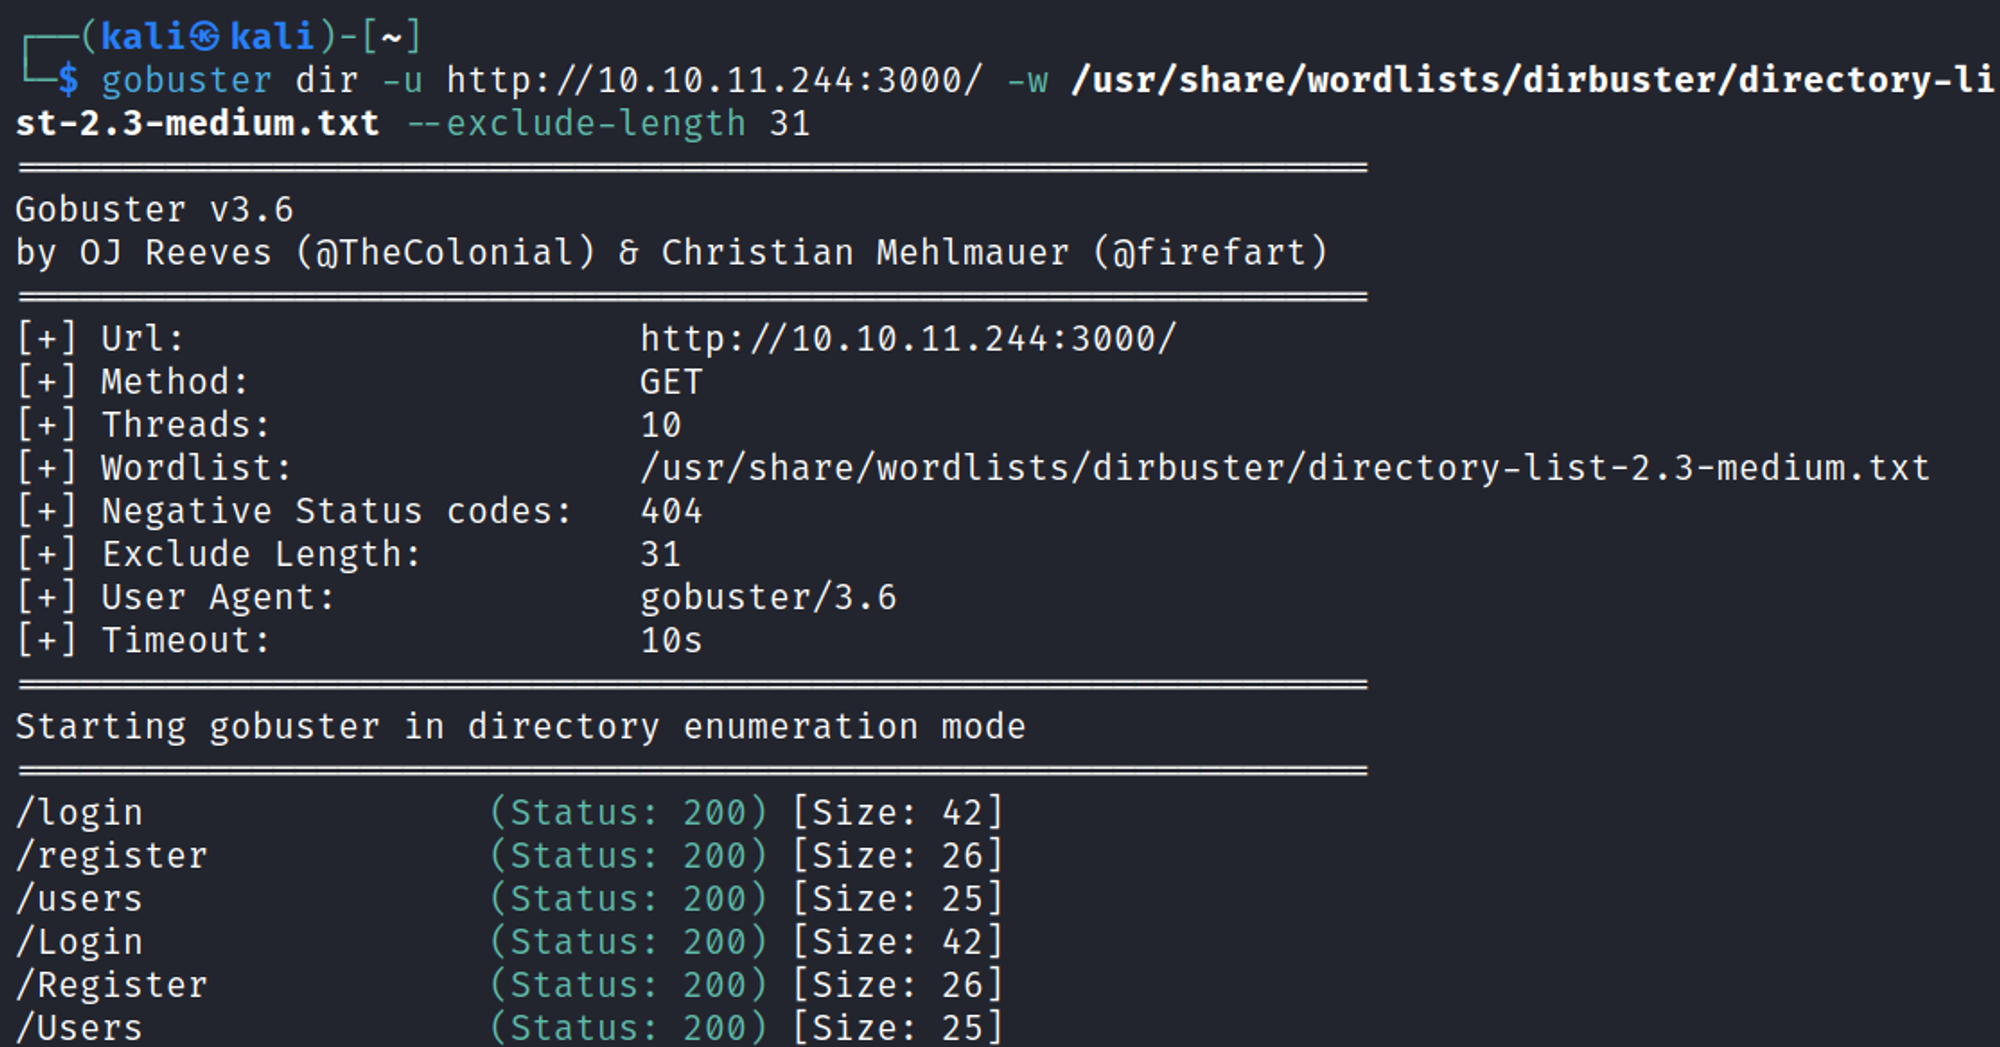 ┌──(kali㉿kali)-[~]
└─$ gobuster dir -u http://10.10.11.244:3000/ -w /usr/share/wordlists/dirbuster/directory-li
st-2.3-medium.txt --exclude-length 31
===============================================================
Gobuster v3.6
by OJ Reeves (@TheColonial) & Christian Mehlmauer (@firefart)
===============================================================
[+] Url:                     http://10.10.11.244:3000/
[+] Method:                  GET
[+] Threads:                 10
[+] Wordlist:                /usr/share/wordlists/dirbuster/directory-list-2.3-medium.txt
[+] Negative Status codes:   404
[+] Exclude Length:          31
[+] User Agent:              gobuster/3.6
[+] Timeout:                 10s
===============================================================
Starting gobuster in directory enumeration mode
===============================================================
/login                (Status: 200) [Size: 42]
/register             (Status: 200) [Size: 26]
/users                (Status: 200) [Size: 25]
/Login                (Status: 200) [Size: 42]
/Register             (Status: 200) [Size: 26]
/Users                (Status: 200) [Size: 25]